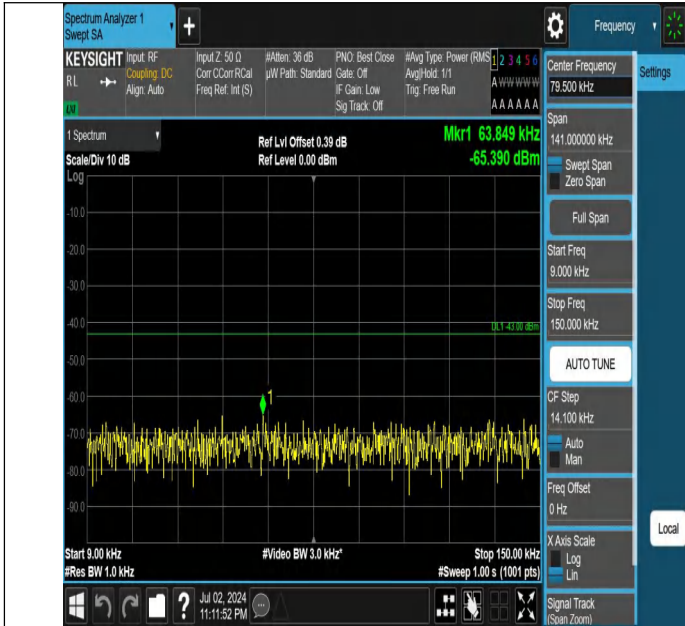 Spectrum Analyzer 1
Swept SA
+
Frequency
KEYSIGHT
RL
Input: RF
Coupling: DC
Align: Auto
Input Z: 50 Ω
Corr CCorr RCal
Freq Ref: Int (S)
#Atten: 36 dB
µW Path: Standard
PNO: Best Close
Gate: Off
IF Gain: Low
Sig Track: Off
#Avg Type: Power (RMS
Avg|Hold: 1/1
Trig: Free Run
1 2 3 4 5 6
A W W W W W
A A A A A A
1 Spectrum
Scale/Div 10 dB
Log
Ref Lvl Offset 0.39 dB
Ref Level 0.00 dBm
Mkr1 63.849 kHz
-65.390 dBm
-10.0
-20.0
-30.0
-40.0
DL1 -43.00 dBm
-50.0
-60.0
1
-70.0
-80.0
-90.0
Start 9.00 kHz
#Res BW 1.0 kHz
#Video BW 3.0 kHz*
Stop 150.00 kHz
#Sweep 1.00 s (1001 pts)
?
Jul 02, 2024
11:11:52 PM
Center Frequency
79.500 kHz
Settings
Span
141.000000 kHz
Swept Span
Zero Span
Full Span
Start Freq
9.000 kHz
Stop Freq
150.000 kHz
AUTO TUNE
CF Step
14.100 kHz
Auto
Man
Freq Offset
0 Hz
Local
X Axis Scale
Log
Lin
Signal Track
(Span Zoom)